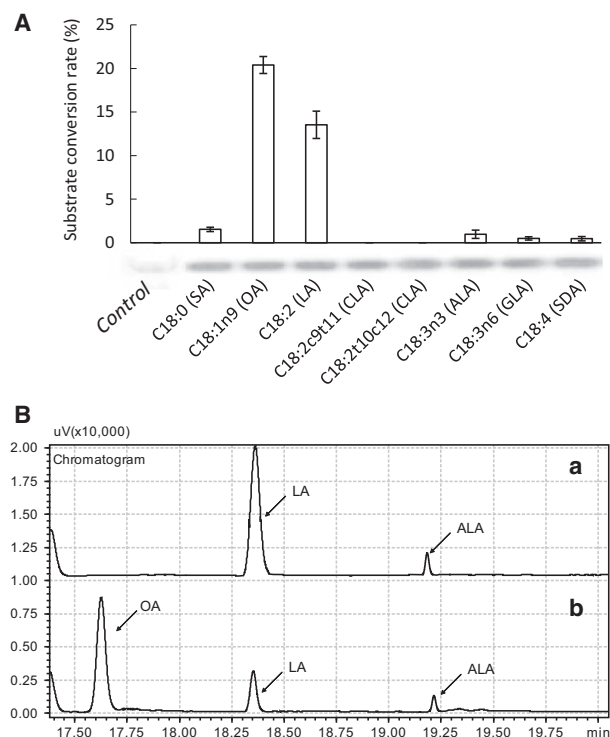 A
Substrate conversion rate (%)
25
20
15
10
5
0
Control
C18:0 (SA)
C18:1n9 (OA)
C18:2 (LA)
C18:2c9t11 (CLA)
C18:2t10c12 (CLA)
C18:3n3 (ALA)
C18:3n6 (GLA)
C18:4 (SDA)
B
uV(x10,000)
2.00
Chromatogram
a
1.75
LA
1.50
ALA
1.25
1.00
0.75
b
OA
0.50
LA
ALA
0.25
0.00
17.50 17.75 18.00 18.25 18.50 18.75 19.00 19.25 19.50 19.75 min